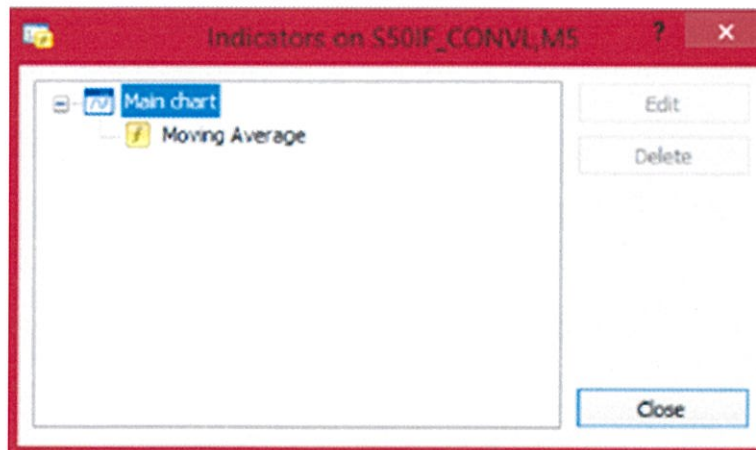 Indicators on S50IF_CONVL,M5
Main chart
Moving Average
Edit
Delete
Close